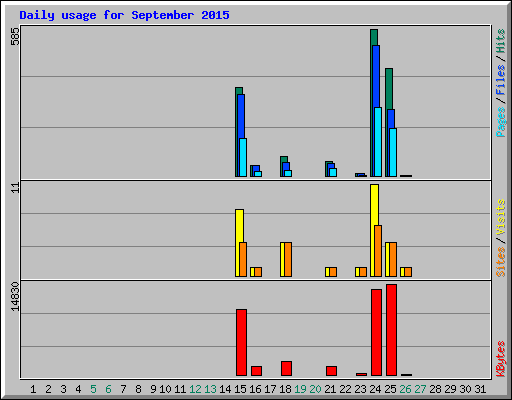 Daily usage for September 2015
585
Pages/Files/Hits
11
Sites/Visits
14830
KBytes
1 2 3 4 5 6 7 8 9 10 11 12 13 14 15 16 17 18 19 20 21 22 23 24 25 26 27 28 29 30 31